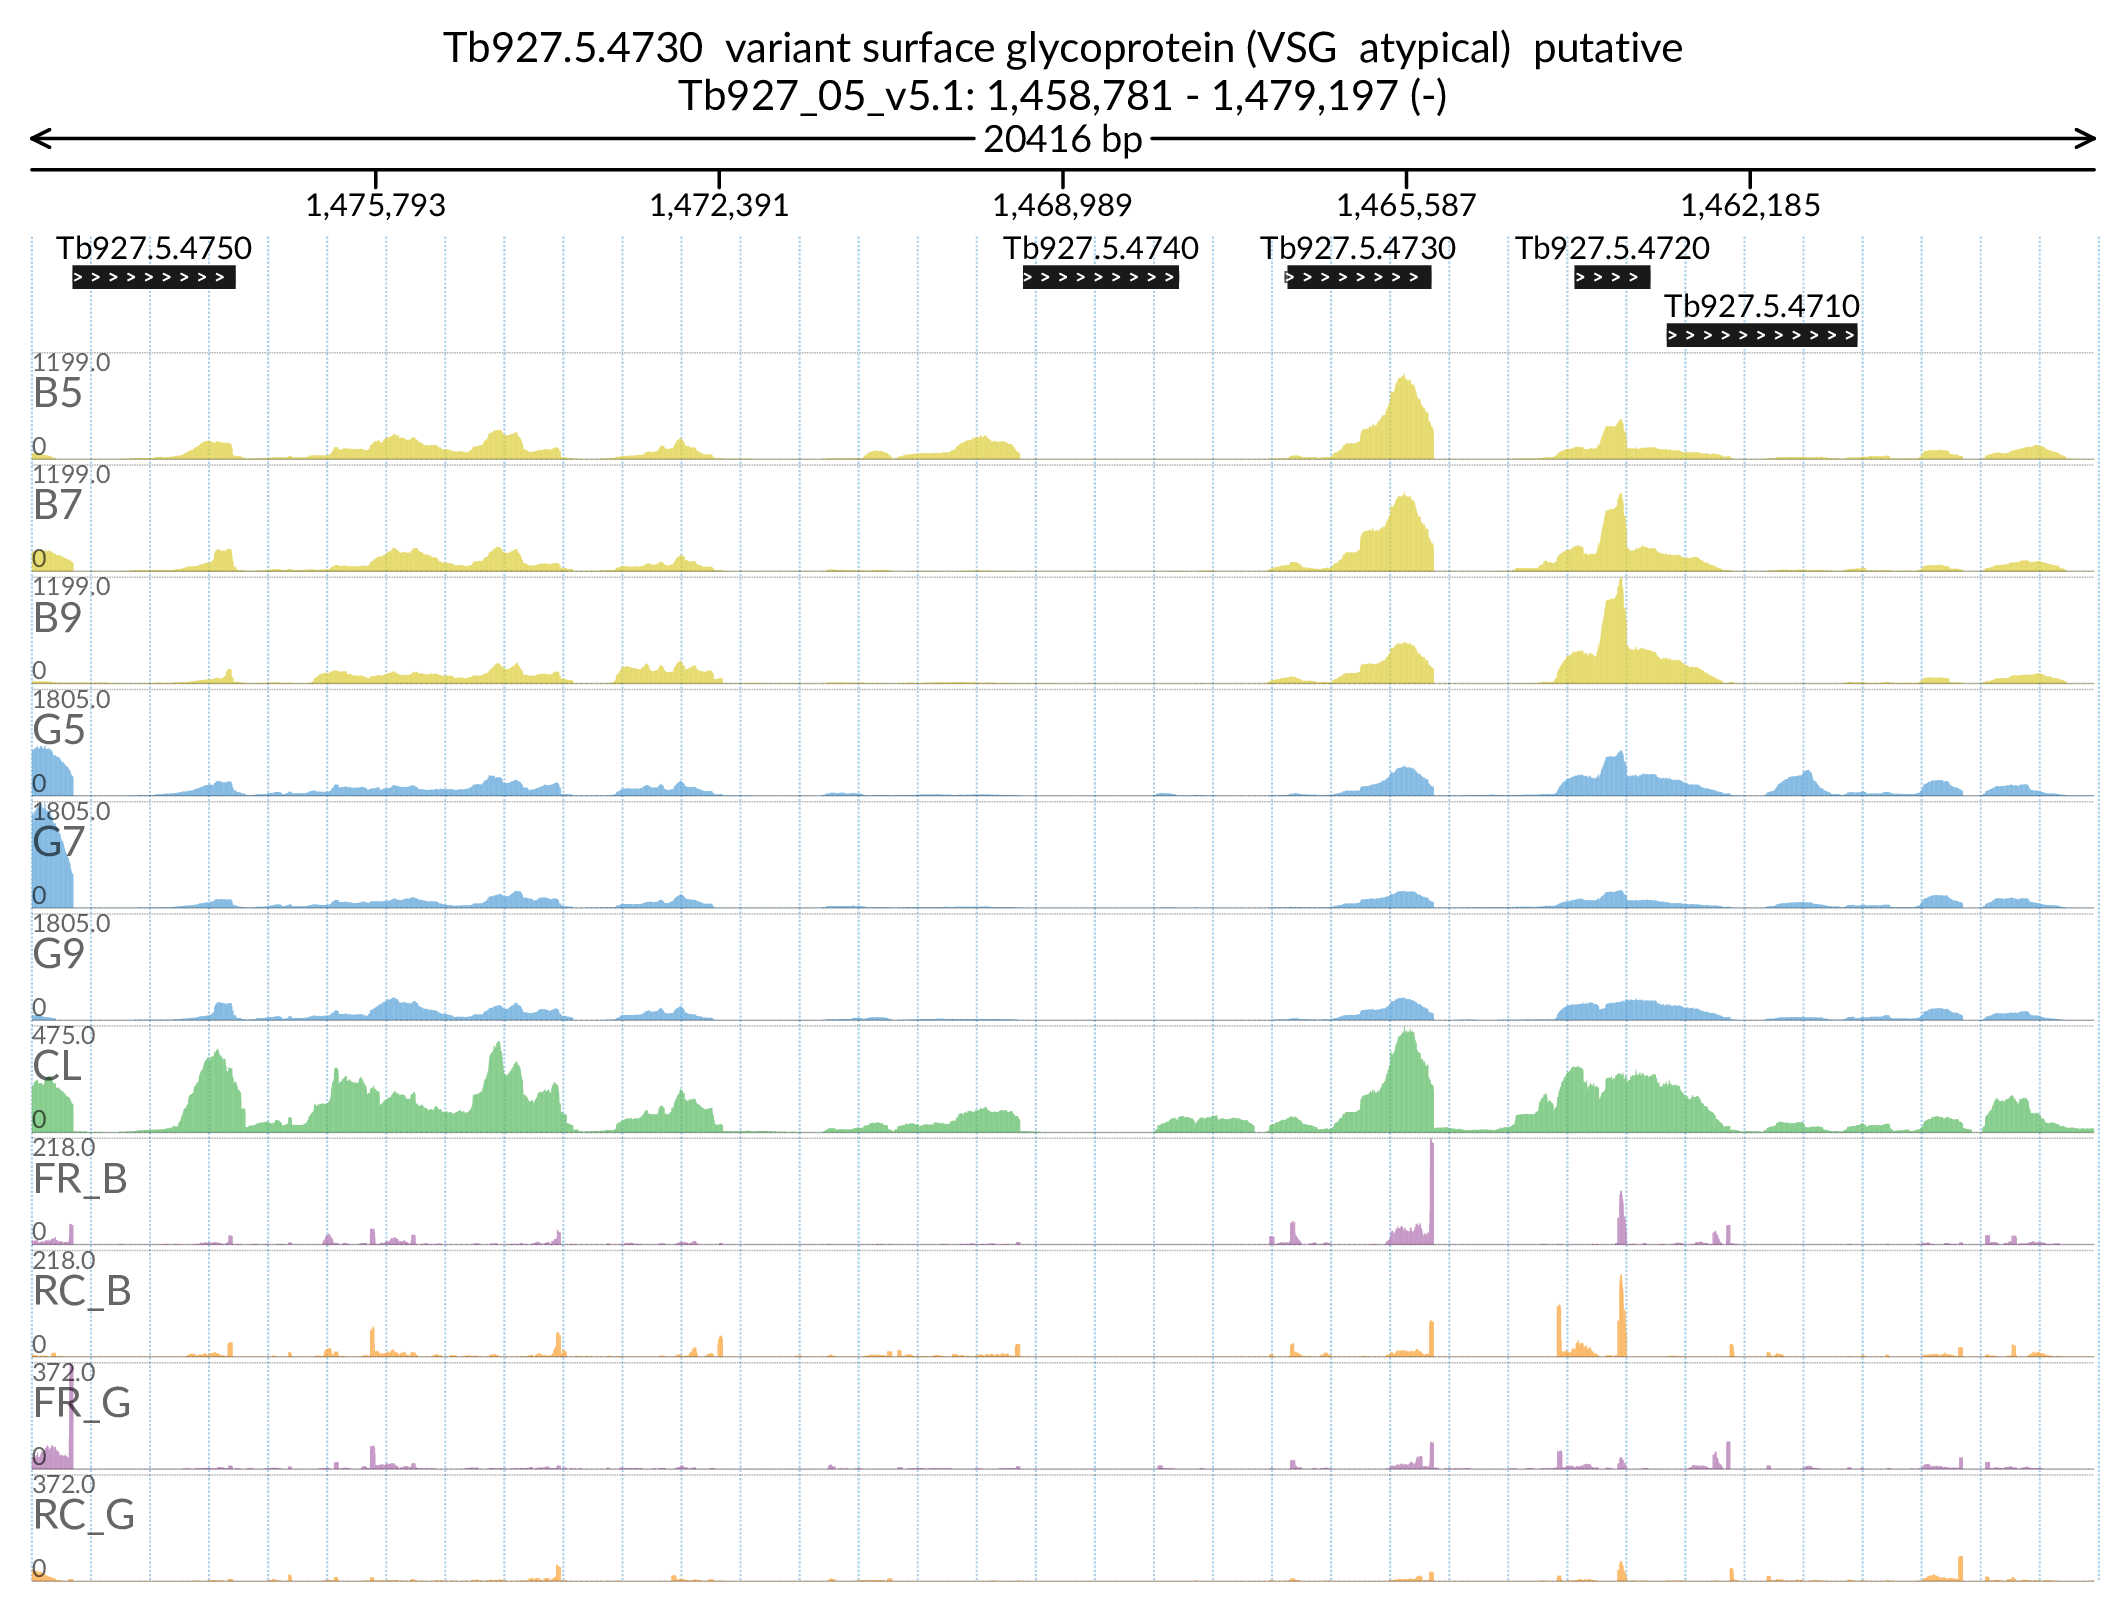 Tb927.5.4730  variant surface glycoprotein (VSG  atypical)  putative
Tb927_05_v5.1: 1,458,781 - 1,479,197 (-)
20416 bp
1,475,793 1,472,391 1,468,989 1,465,587 1,462,185
Tb927.5.4750 Tb927.5.4740 Tb927.5.4730 Tb927.5.4720
Tb927.5.4710
1199.0
B5
0
1199.0
B7
0
1199.0
B9
0
1805.0
G5
0
1805.0
G7
0
1805.0
G9
0
475.0
CL
0
218.0
FR_B
0
218.0
RC_B
0
372.0
FR_G
0
372.0
RC_G
0